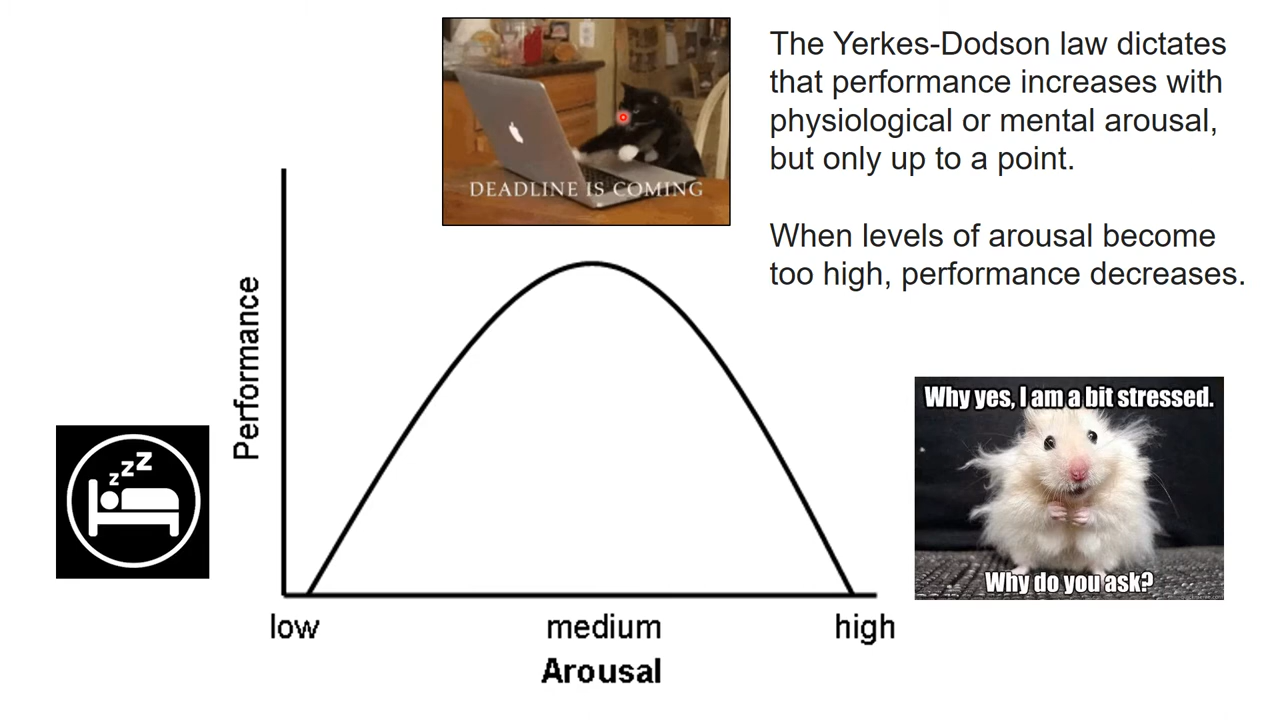 The Yerkes-Dodson law dictates
that performance increases with
physiological or mental arousal,
but only up to a point.
When levels of arousal become
too high, performance decreases.
DEADLINE IS COMING
Performance
z z z z
Why yes, I am a bit stressed.
Why do you ask?
low medium high
Arousal